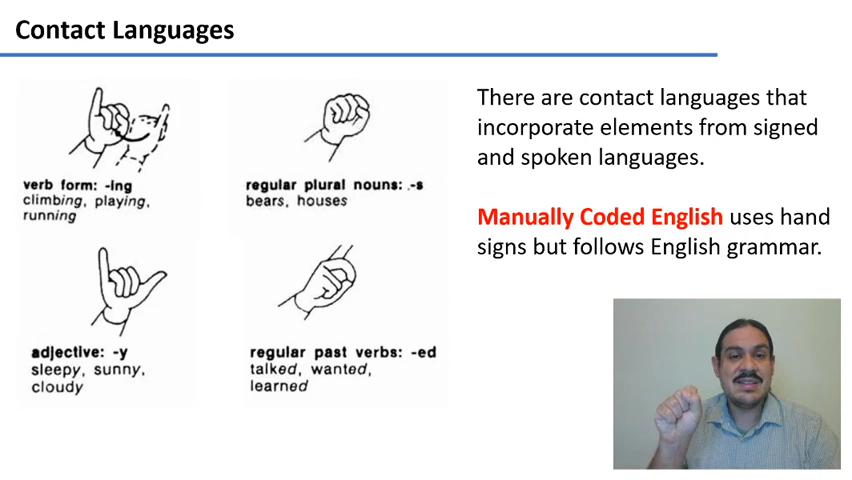 Contact Languages
verb form: -ing
climbing, playing,
running
regular plural nouns: -s
bears, houses
adjective: -y
sleepy, sunny,
cloudy
regular past verbs: -ed
talked, wanted,
learned
There are contact languages that
incorporate elements from signed
and spoken languages.
Manually Coded English uses hand
signs but follows English grammar.